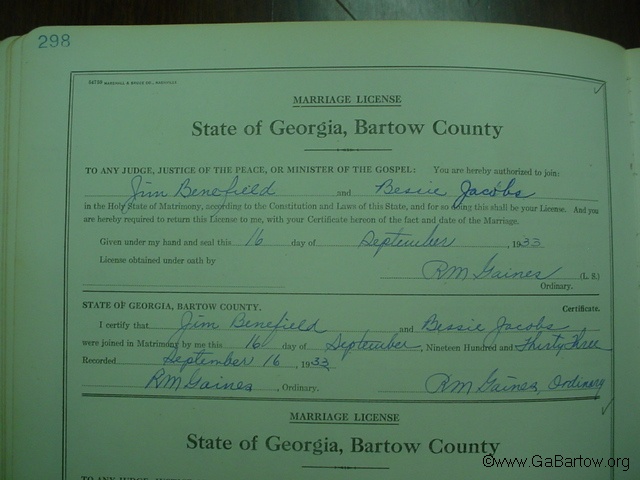 298
54739 MARSHALL & BRUCE CO., NASHVILLE
MARRIAGE LICENSE
State of Georgia, Bartow County
TO ANY JUDGE, JUSTICE OF THE PEACE, OR MINISTER OF THE GOSPEL: You are hereby authorized to join:
Jim Benefield and Bessie Jacobs
in the Holy State of Matrimony, according to the Constitution and Laws of this State, and for so doing this shall be your License. And you
are hereby required to return this License to me, with your Certificate hereon of the fact and date of the Marriage.
Given under my hand and seal this 16 day of September, 1933
License obtained under oath by
RM Gaines (L. S.)
Ordinary.
STATE OF GEORGIA, BARTOW COUNTY. Certificate.
I certify that Jim Benefield and Bessie Jacobs
were joined in Matrimony by me this 16 day of September, Nineteen Hundred and Thirty Three
Recorded September 16, 1933
RM Gaines, Ordinary. RM Gaines, Ordinary
MARRIAGE LICENSE
State of Georgia, Bartow County
©www.GaBartow.org